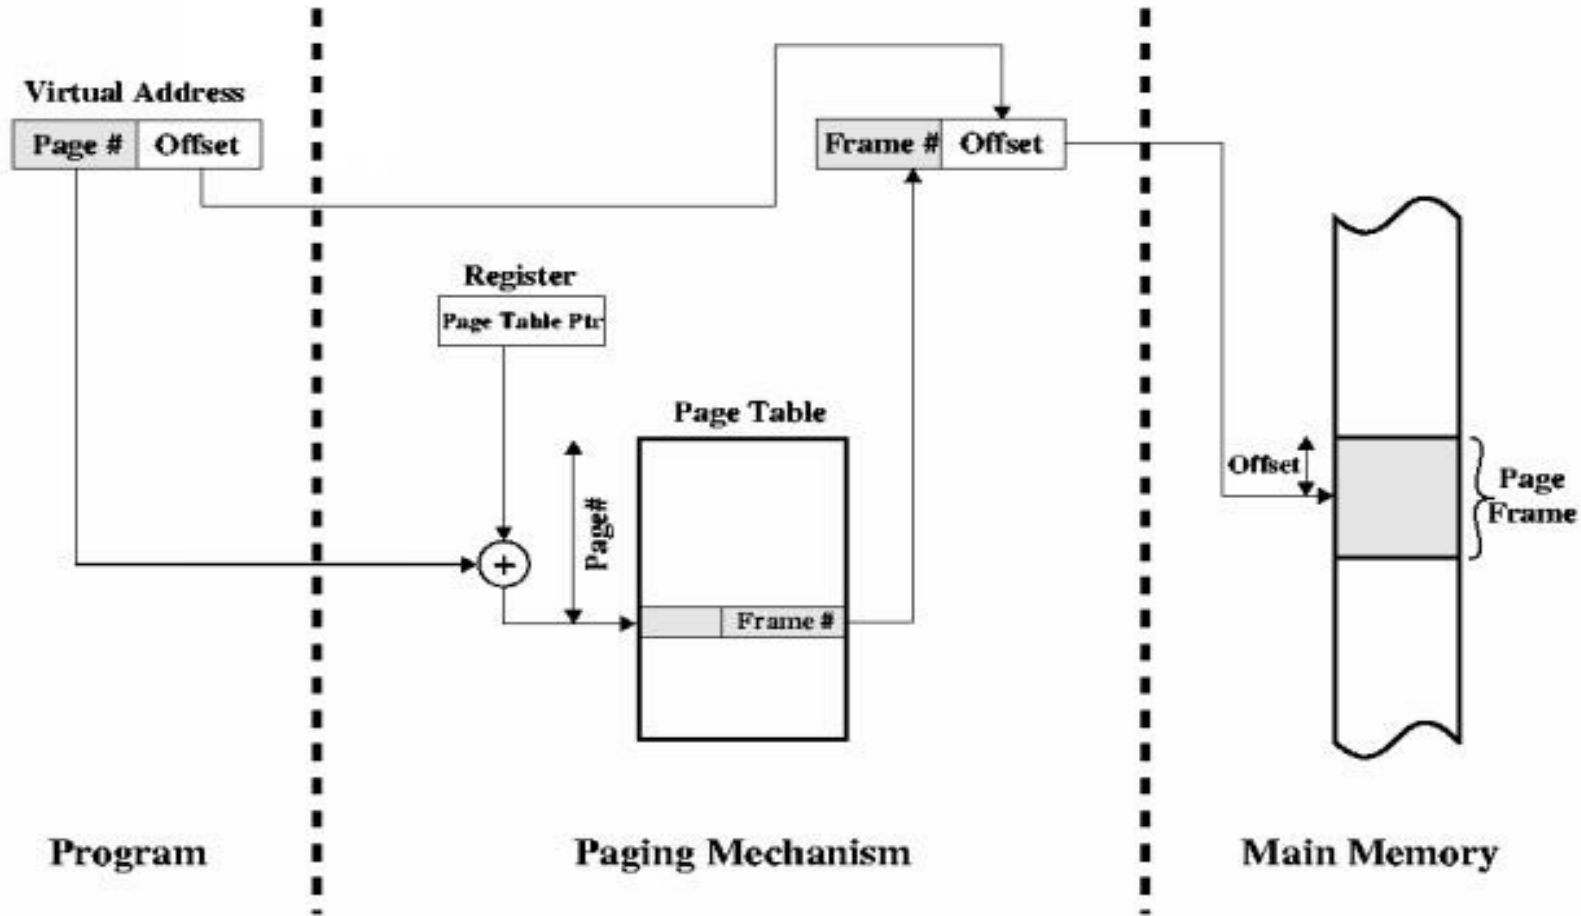 Virtual Address
Page # Offset
Frame # Offset
Register
Page Table Ptr
Page Table
Page#
+
Frame #
Offset
Page
Frame
Program
Paging Mechanism
Main Memory